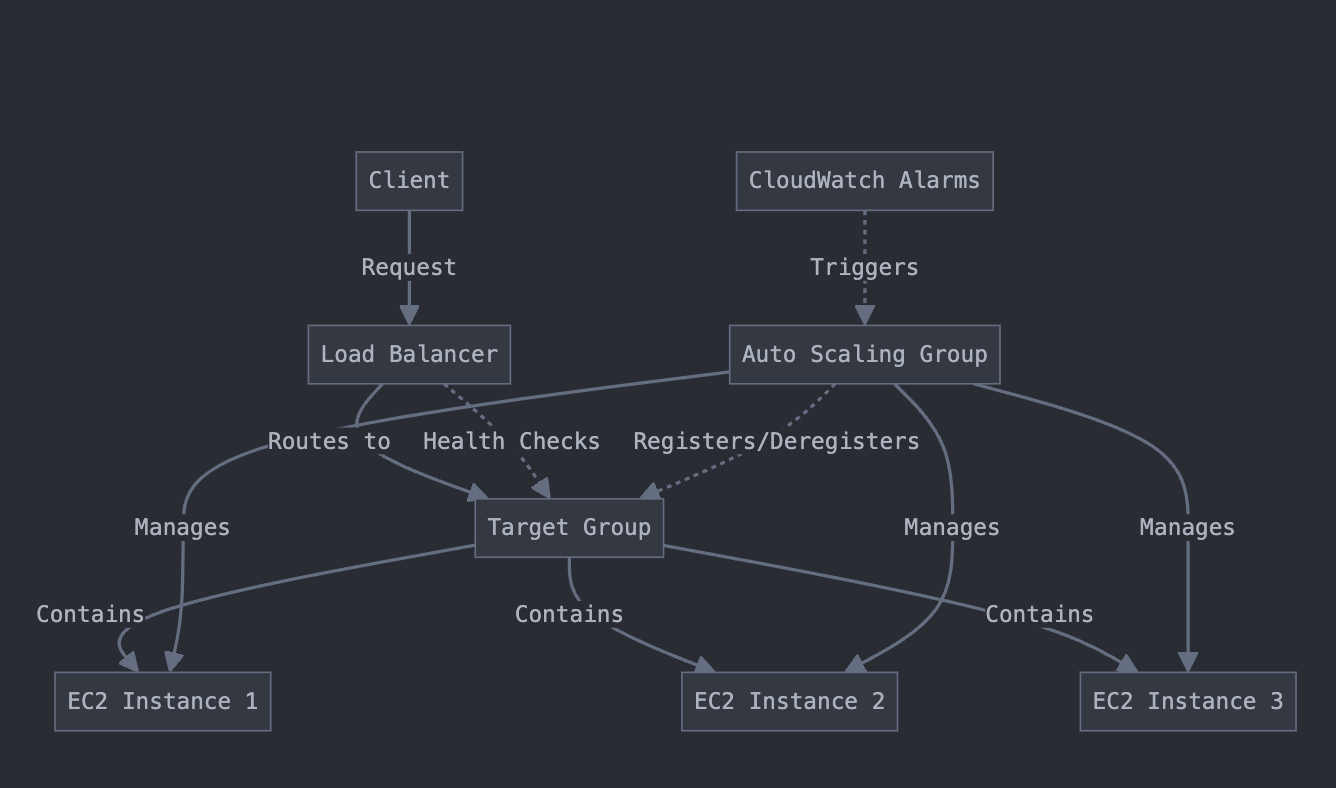 Client
CloudWatch Alarms
Request
Triggers
Load Balancer
Auto Scaling Group
Routes to
Health Checks
Registers/Deregisters
Manages
Target Group
Manages
Manages
Contains
Contains
Contains
EC2 Instance 1
EC2 Instance 2
EC2 Instance 3